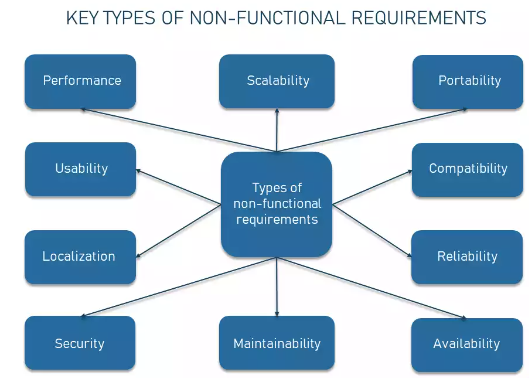 KEY TYPES OF NON-FUNCTIONAL REQUIREMENTS
Performance
Scalability
Portability
Usability
Compatibility
Types of
non-functional
requirements
Localization
Reliability
Security
Maintainability
Availability